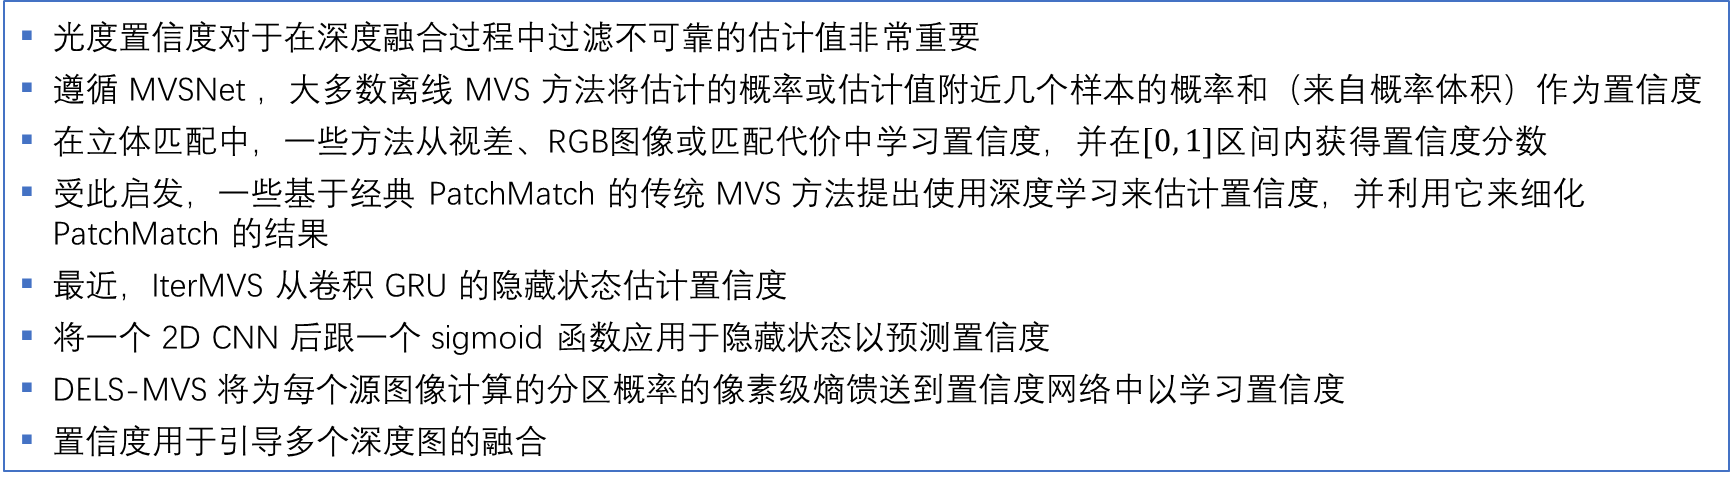 ▪ 光度置信度对于在深度融合过程中过滤不可靠的估计值非常重要
▪ 遵循 MVSNet ，大多数离线 MVS 方法将估计的概率或估计值附近几个样本的概率和（来自概率体积）作为置信度
▪ 在立体匹配中，一些方法从视差、RGB图像或匹配代价中学习置信度，并在[0, 1]区间内获得置信度分数
▪ 受此启发，一些基于经典 PatchMatch 的传统 MVS 方法提出使用深度学习来估计置信度，并利用它来细化
PatchMatch 的结果
▪ 最近，IterMVS 从卷积 GRU 的隐藏状态估计置信度
▪ 将一个 2D CNN 后跟一个 sigmoid 函数应用于隐藏状态以预测置信度
▪ DELS-MVS 将为每个源图像计算的分区概率的像素级熵馈送到置信度网络中以学习置信度
▪ 置信度用于引导多个深度图的融合